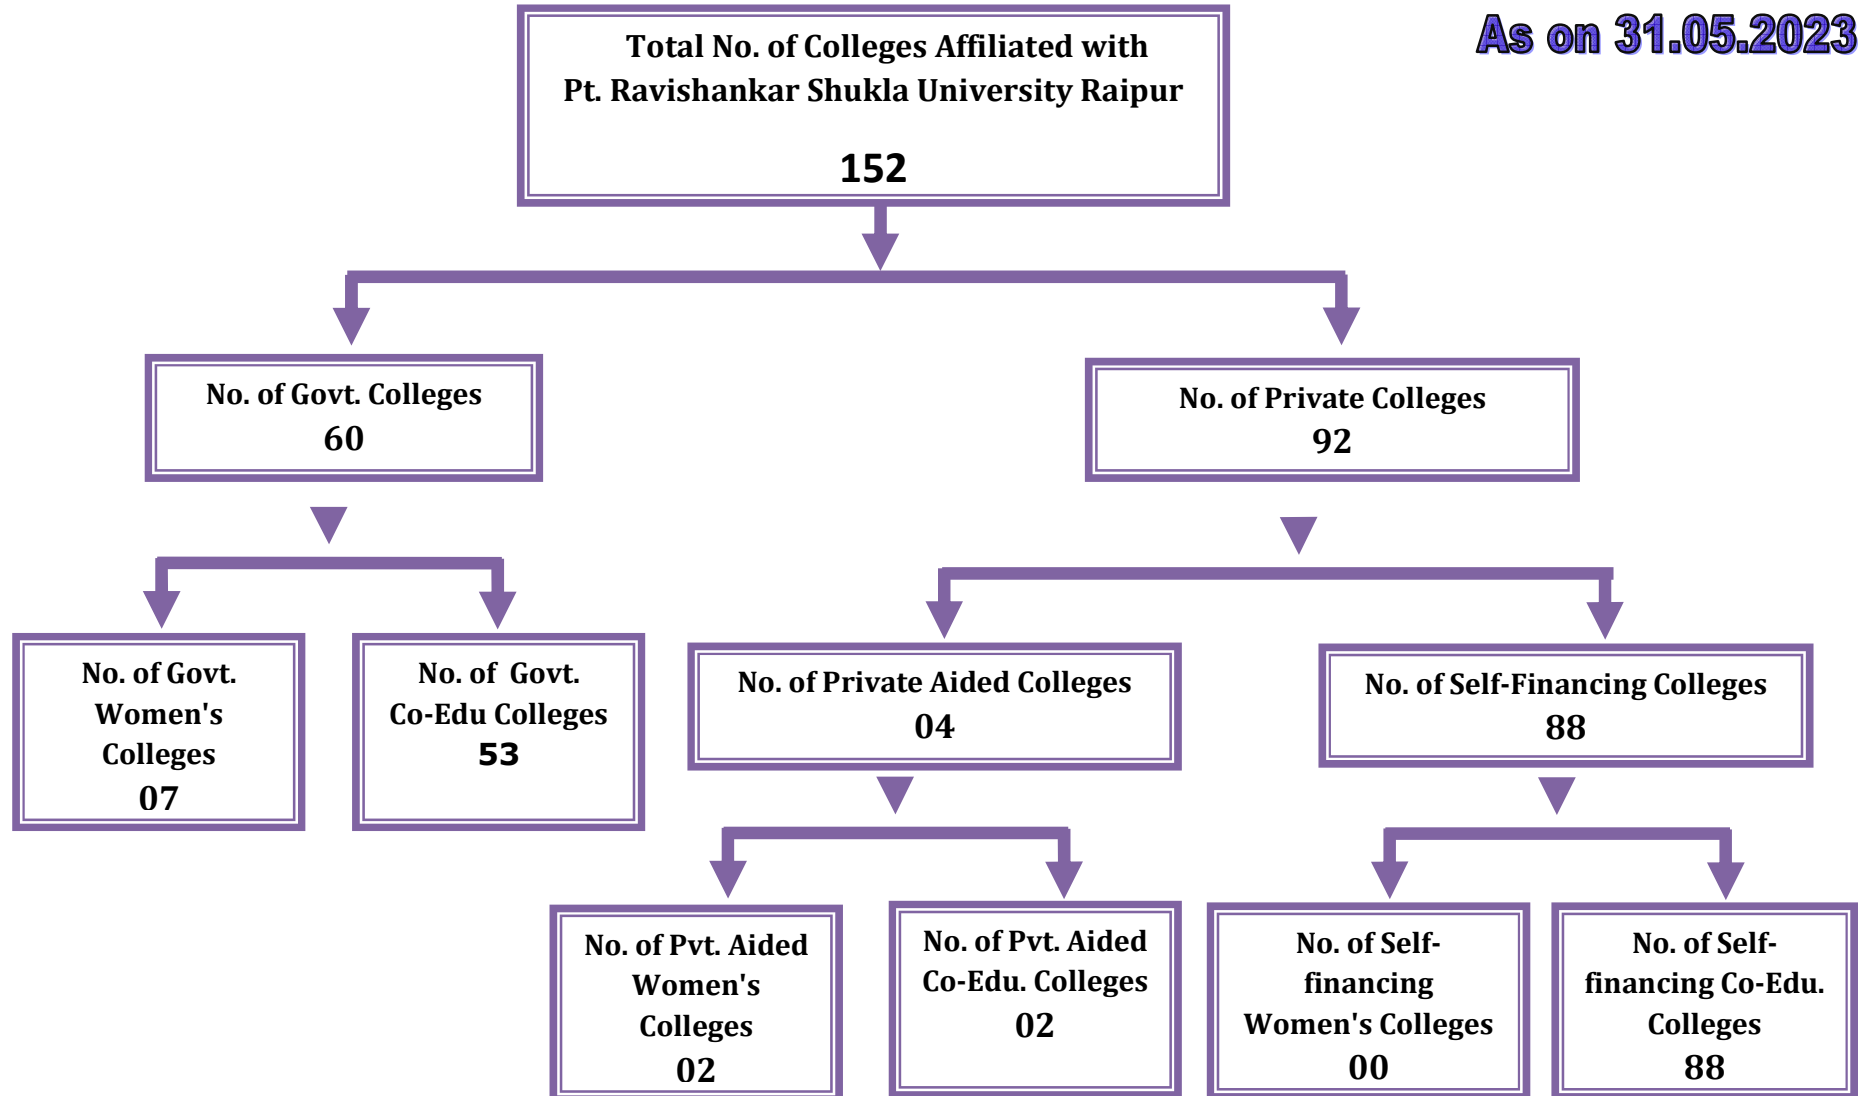 As on 31.05.2023
Total No. of Colleges Affiliated with
Pt. Ravishankar Shukla University Raipur
152
No. of Govt. Colleges
60
No. of Private Colleges
92
No. of Govt.
Women's
Colleges
07
No. of Govt.
Co-Edu Colleges
53
No. of Private Aided Colleges
04
No. of Self-Financing Colleges
88
No. of Pvt. Aided
Women's
Colleges
02
No. of Pvt. Aided
Co-Edu. Colleges
02
No. of Self-
financing
Women's Colleges
00
No. of Self-
financing Co-Edu.
Colleges
88